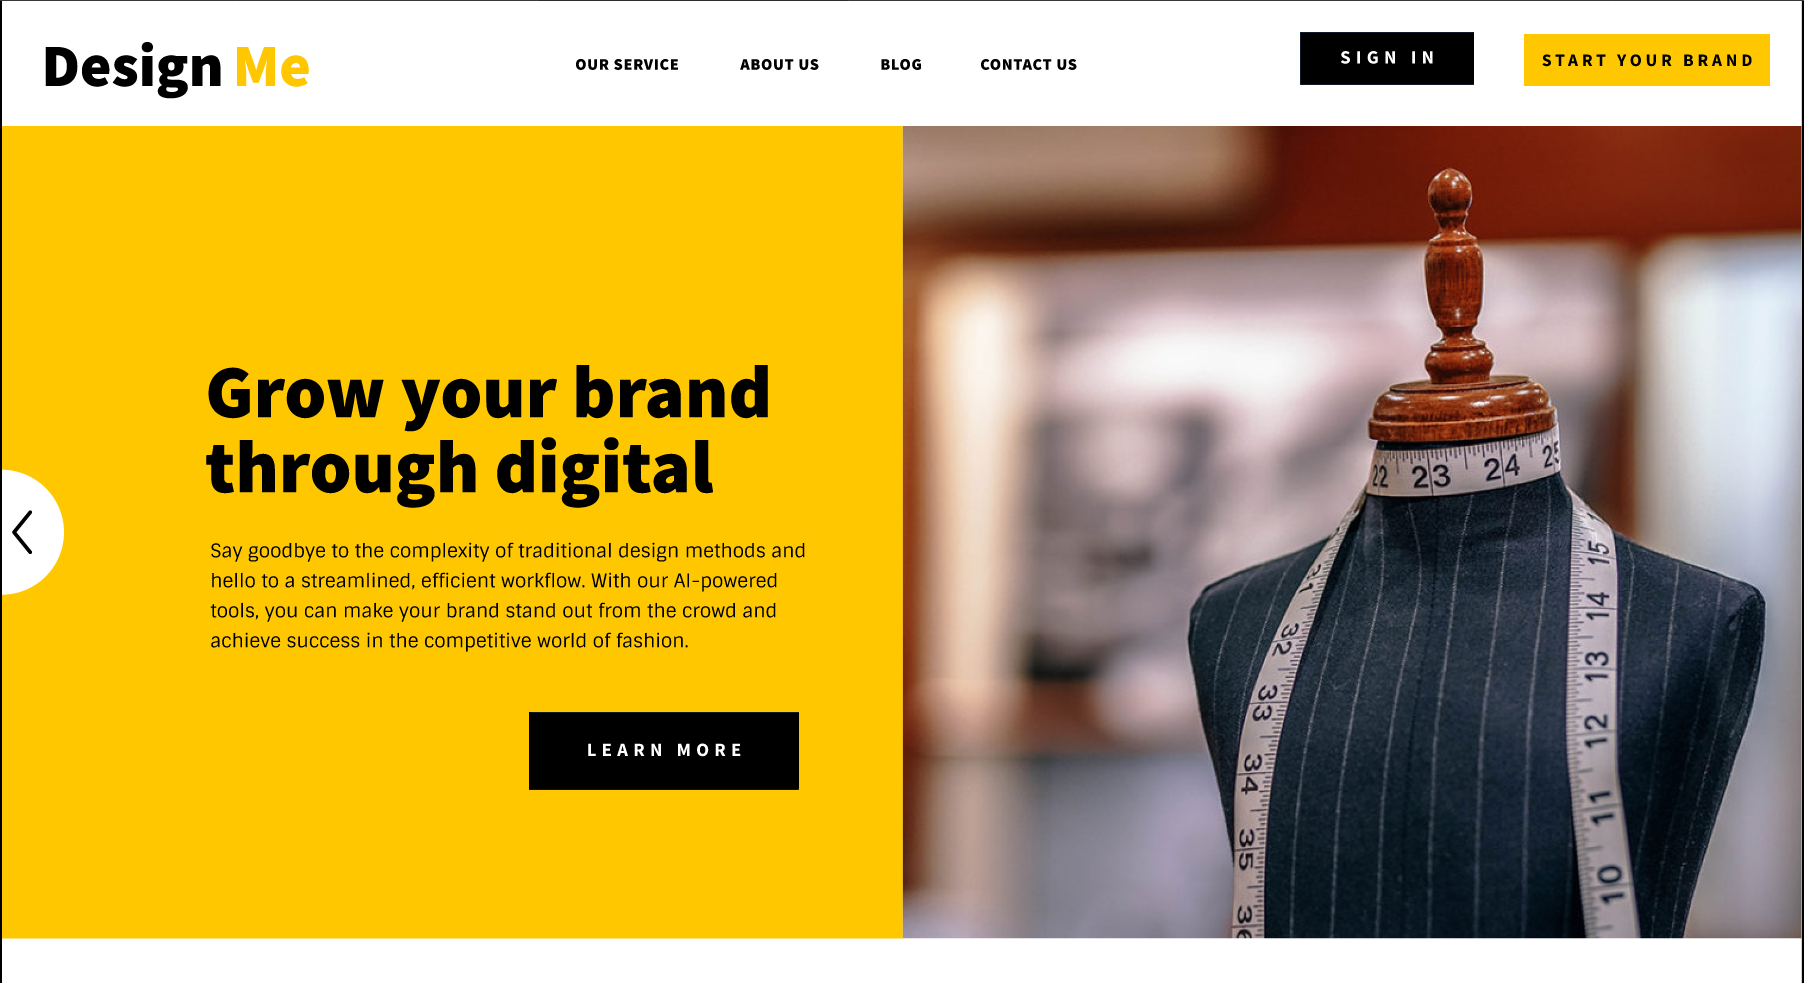 Design Me
OUR SERVICE
ABOUT US
BLOG
CONTACT US
SIGN IN
START YOUR BRAND
Grow your brand
through digital
Say goodbye to the complexity of traditional design methods and
hello to a streamlined, efficient workflow. With our AI-powered
tools, you can make your brand stand out from the crowd and
achieve success in the competitive world of fashion.
LEARN MORE
22 23 24 25
31
32
33
34
35
36
15
14
13
12
11
10